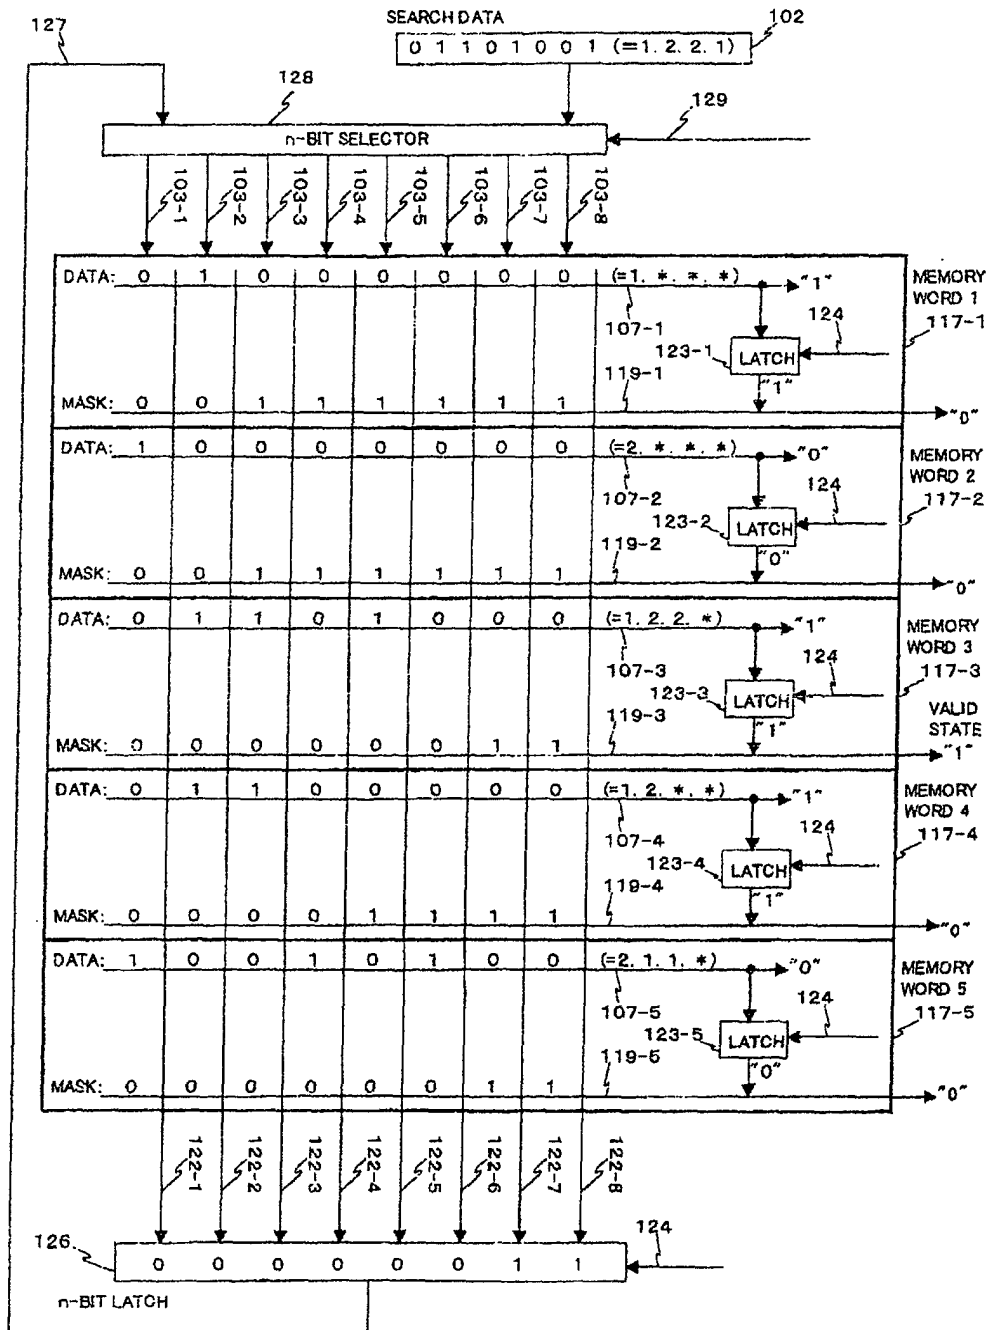 127
SEARCH DATA
102
0 1 1 0 1 0 0 1 (=1. 2. 2. 1)
128
129
n-BIT SELECTOR
103-1 103-2 103-3 103-4 103-5 103-6 103-7 103-8
DATA: 0 1 0 0 0 0 0 0 (=1. *. *. *) "1"
MEMORY WORD 1
107-1
124
117-1
123-1
LATCH
119-1
"1"
MASK: 0 0 1 1 1 1 1 1 "0"
DATA: 1 0 0 0 0 0 0 0 (=2. *. *. *) "0"
MEMORY WORD 2
107-2
124
117-2
123-2
LATCH
119-2
"0"
MASK: 0 0 1 1 1 1 1 1 "0"
DATA: 0 1 1 0 1 0 0 0 (=1. 2. 2. *) "1"
MEMORY WORD 3
107-3
124
117-3
123-3
LATCH
119-3
"1"
VALID STATE
MASK: 0 0 0 0 0 0 1 1 "1"
DATA: 0 1 1 0 0 0 0 0 (=1. 2. *. *) "1"
MEMORY WORD 4
107-4
124
117-4
123-4
LATCH
119-4
"1"
MASK: 0 0 0 0 1 1 1 1 "0"
DATA: 1 0 0 1 0 1 0 0 (=2. 1. 1. *) "0"
MEMORY WORD 5
107-5
124
117-5
123-5
LATCH
119-5
"0"
MASK: 0 0 0 0 0 0 1 1 "0"
122-1 122-2 122-3 122-4 122-5 122-6 122-7 122-8
126
124
0 0 0 0 0 0 1 1
n-BIT LATCH